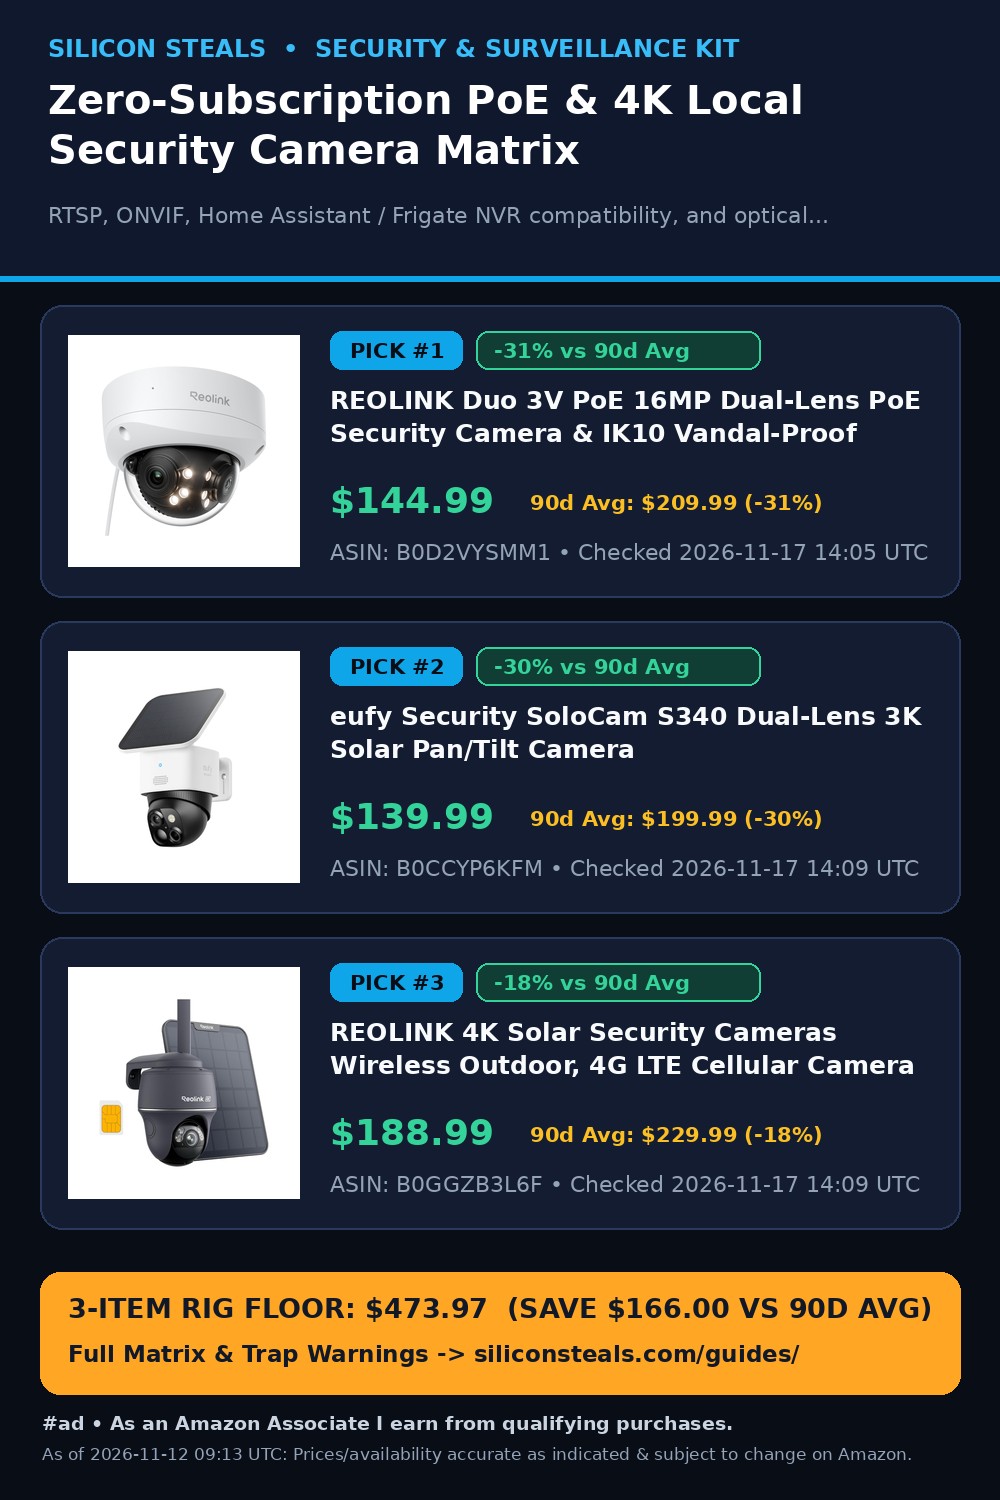 SILICON STEALS • SECURITY & SURVEILLANCE KIT
Zero-Subscription PoE & 4K Local
Security Camera Matrix
RTSP, ONVIF, Home Assistant / Frigate NVR compatibility, and optical...
Reolink
PICK #1
-31% vs 90d Avg
REOLINK Duo 3V PoE 16MP Dual-Lens PoE
Security Camera & IK10 Vandal-Proof
$144.99
90d Avg: $209.99 (-31%)
ASIN: B0D2VYSMM1 • Checked 2026-11-17 14:05 UTC
PICK #2
-30% vs 90d Avg
eufy Security SoloCam S340 Dual-Lens 3K
Solar Pan/Tilt Camera
$139.99
90d Avg: $199.99 (-30%)
ASIN: B0CCYP6KFM • Checked 2026-11-17 14:09 UTC
Reolink
Reolink
PICK #3
-18% vs 90d Avg
REOLINK 4K Solar Security Cameras
Wireless Outdoor, 4G LTE Cellular Camera
$188.99
90d Avg: $229.99 (-18%)
ASIN: B0GGZB3L6F • Checked 2026-11-17 14:09 UTC
3-ITEM RIG FLOOR: $473.97 (SAVE $166.00 VS 90D AVG)
Full Matrix & Trap Warnings -> siliconsteals.com/guides/
#ad • As an Amazon Associate I earn from qualifying purchases.
As of 2026-11-12 09:13 UTC: Prices/availability accurate as indicated & subject to change on Amazon.